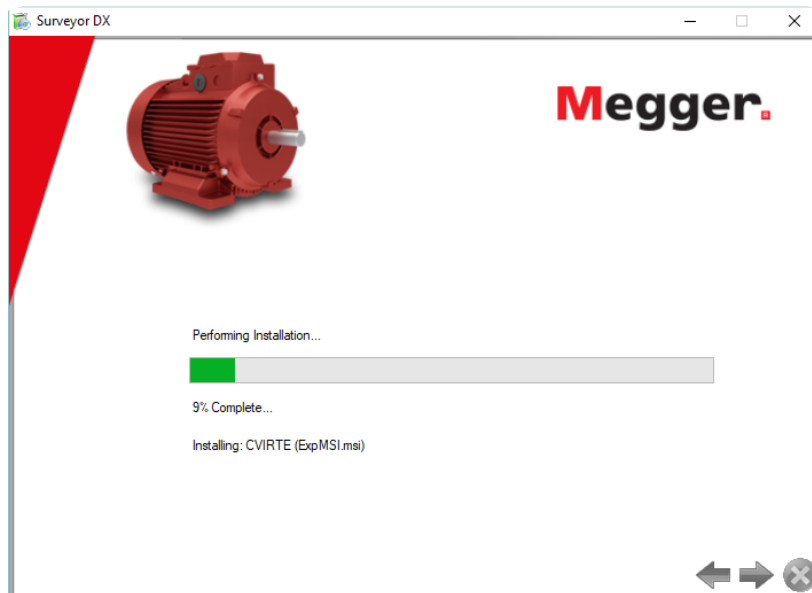 Surveyor DX
Megger.
Performing Installation...
9% Complete...
Installing: CVIRTE (ExpMSI.msi)